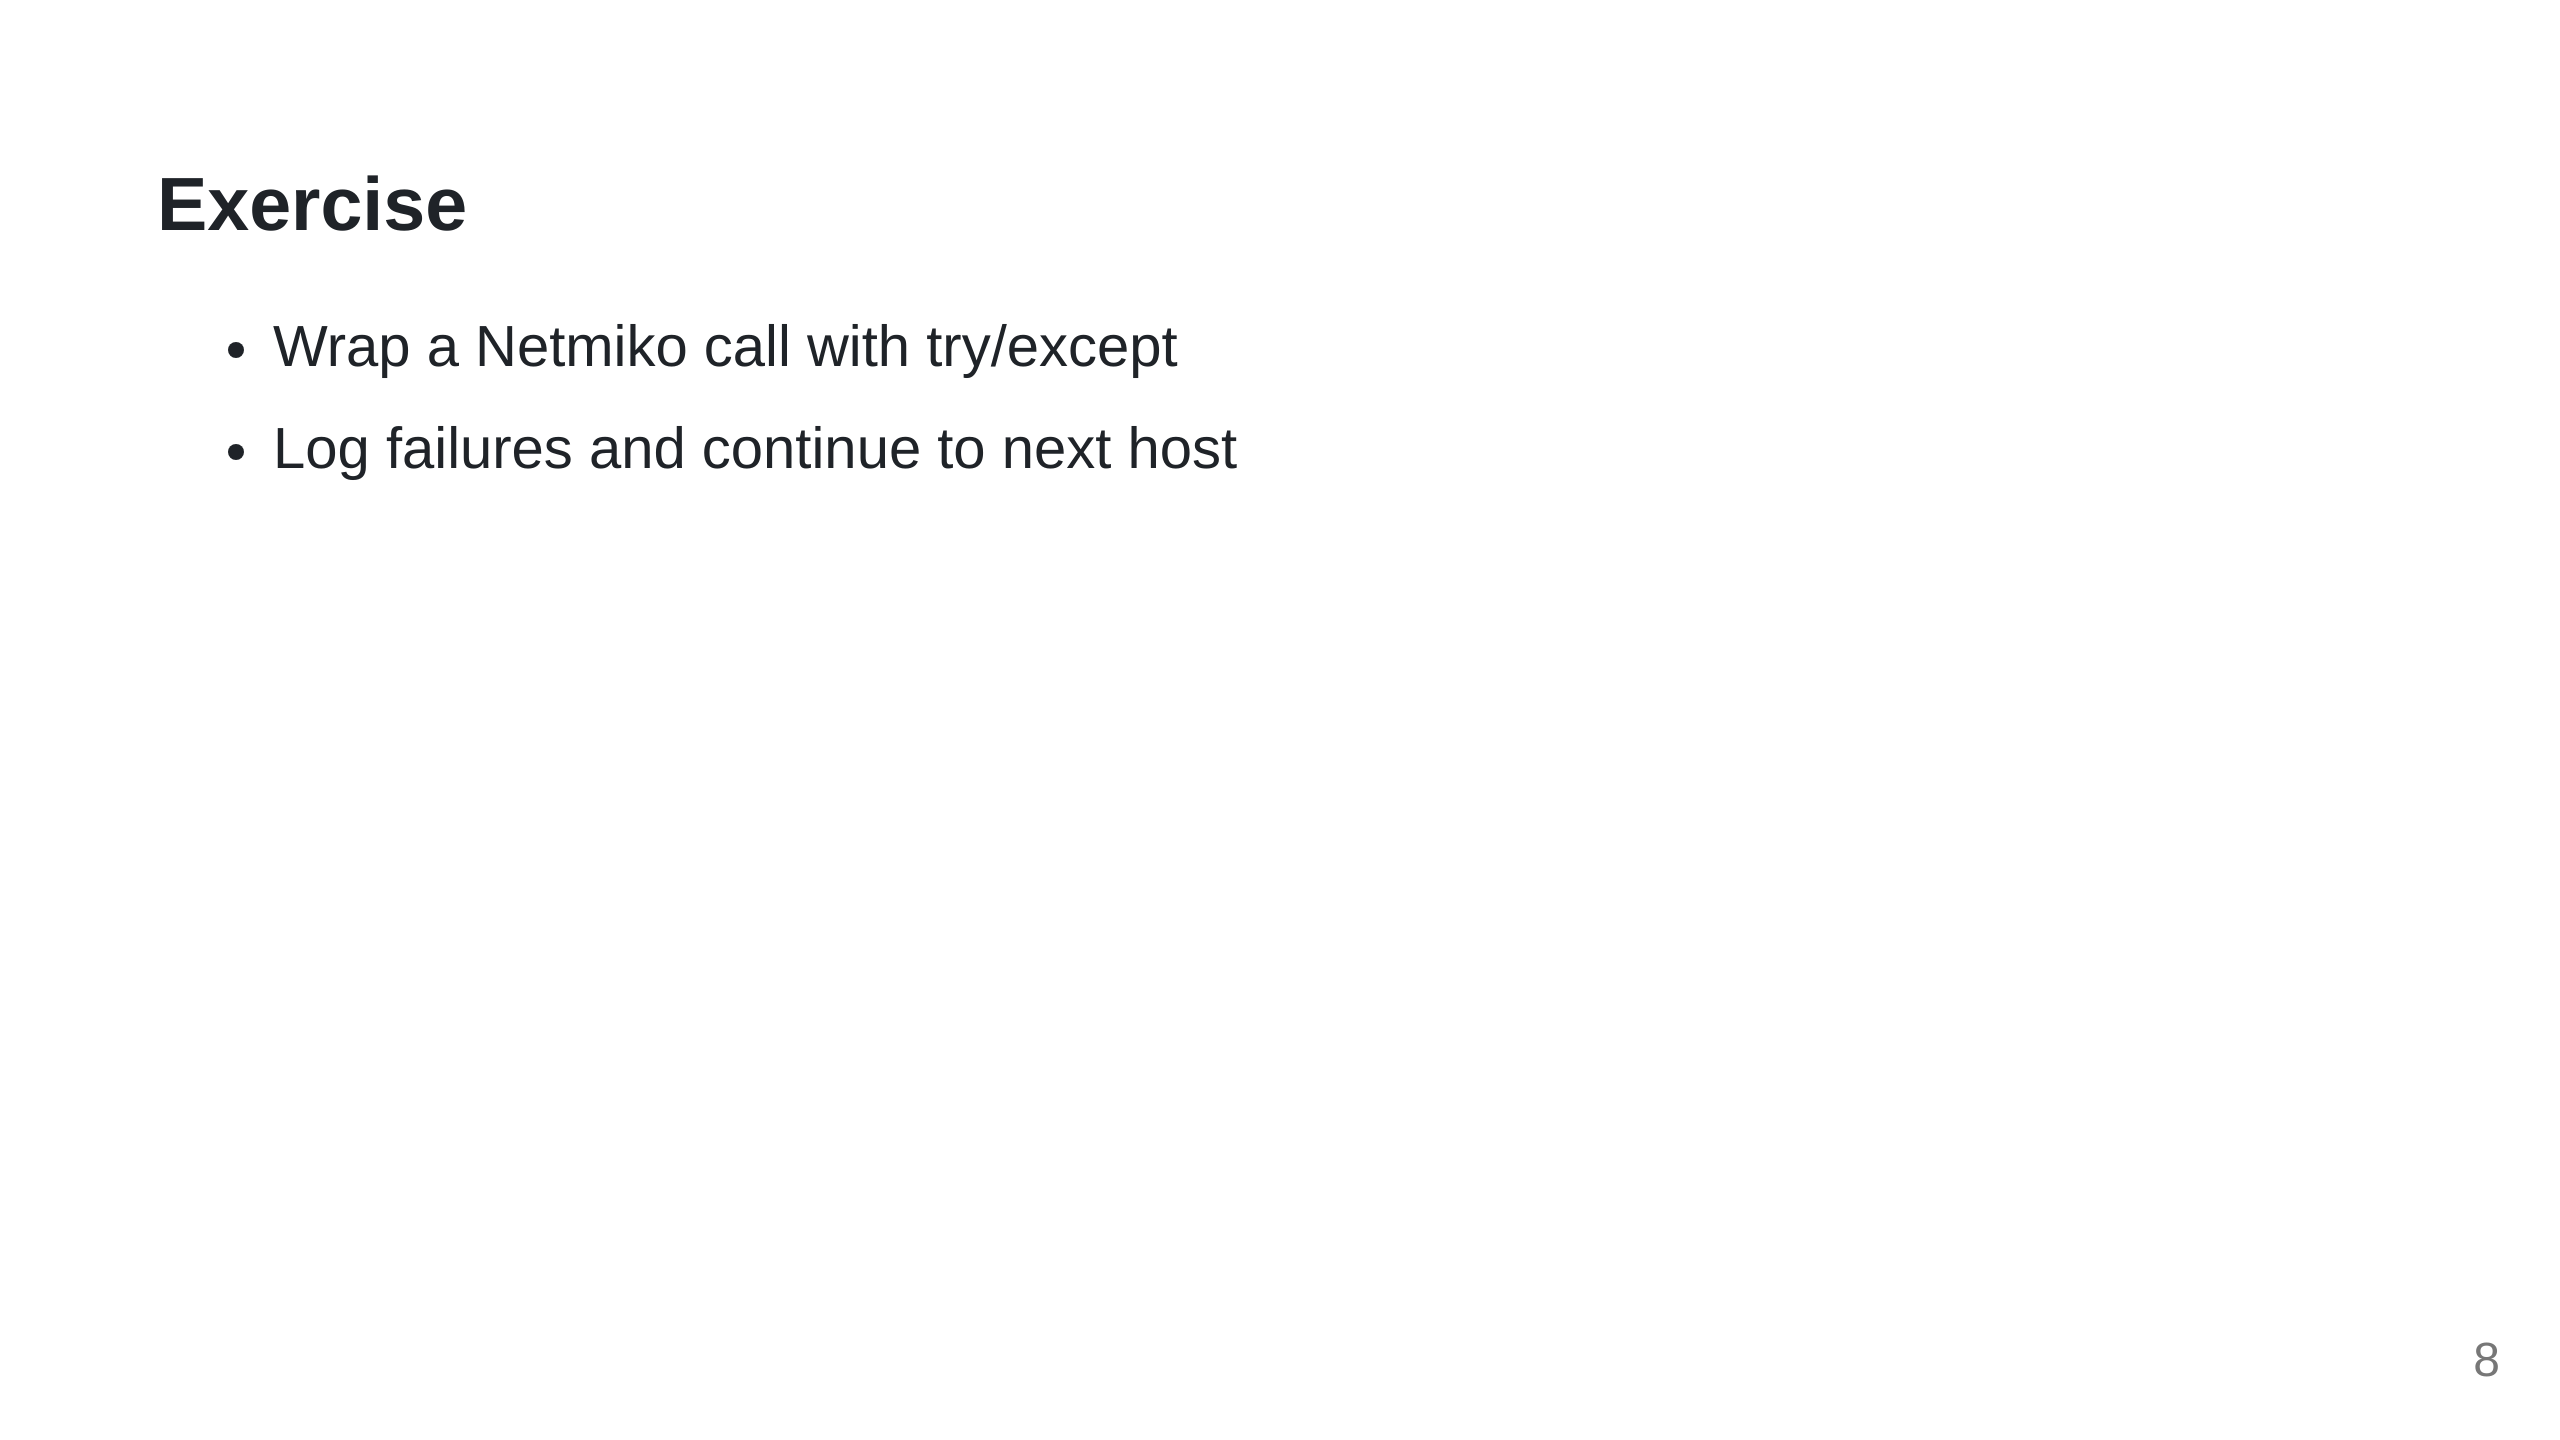 Exercise
• Wrap a Netmiko call with try/except
• Log failures and continue to next host
8